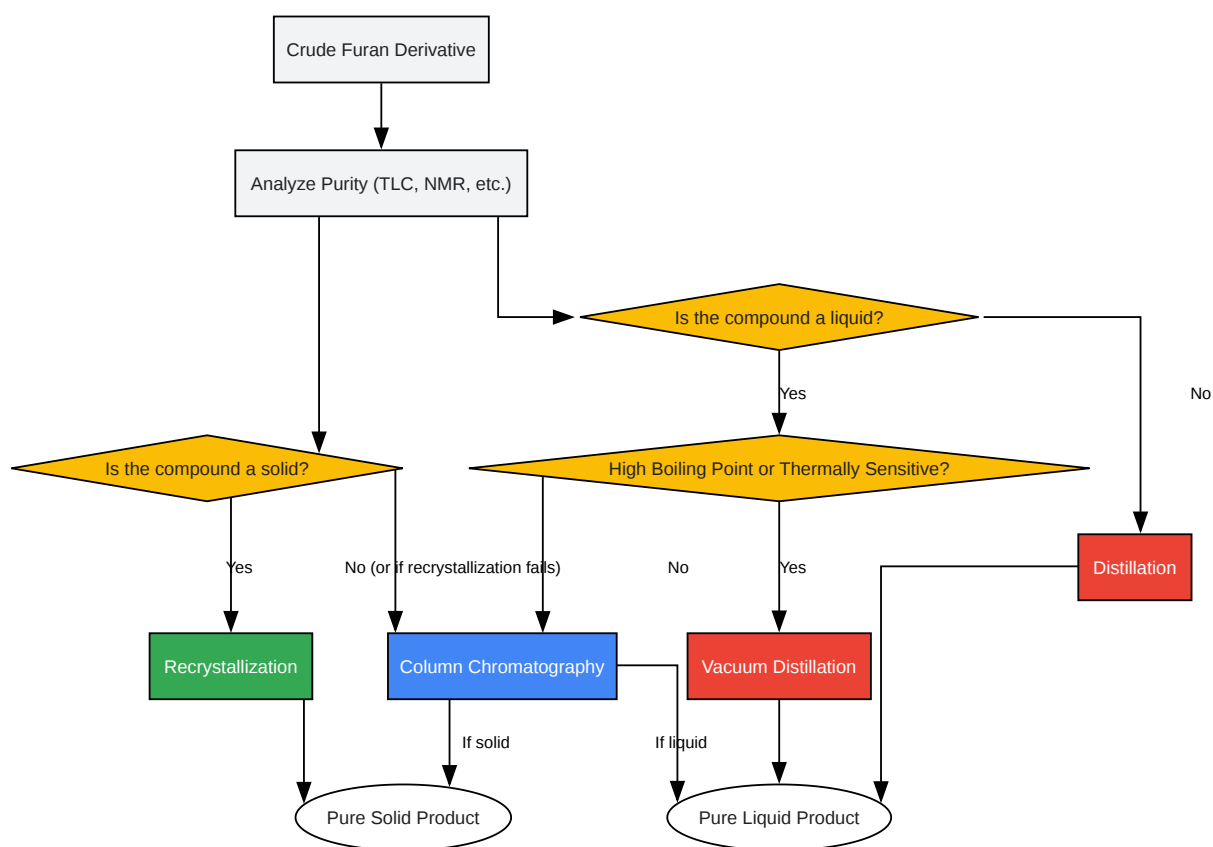 Crude Furan Derivative
Analyze Purity (TLC, NMR, etc.)
Is the compound a liquid?
Yes
No
Is the compound a solid?
High Boiling Point or Thermally Sensitive?
Yes
No (or if recrystallization fails)
No
Yes
Distillation
Recrystallization
Column Chromatography
Vacuum Distillation
If solid
If liquid
Pure Solid Product
Pure Liquid Product